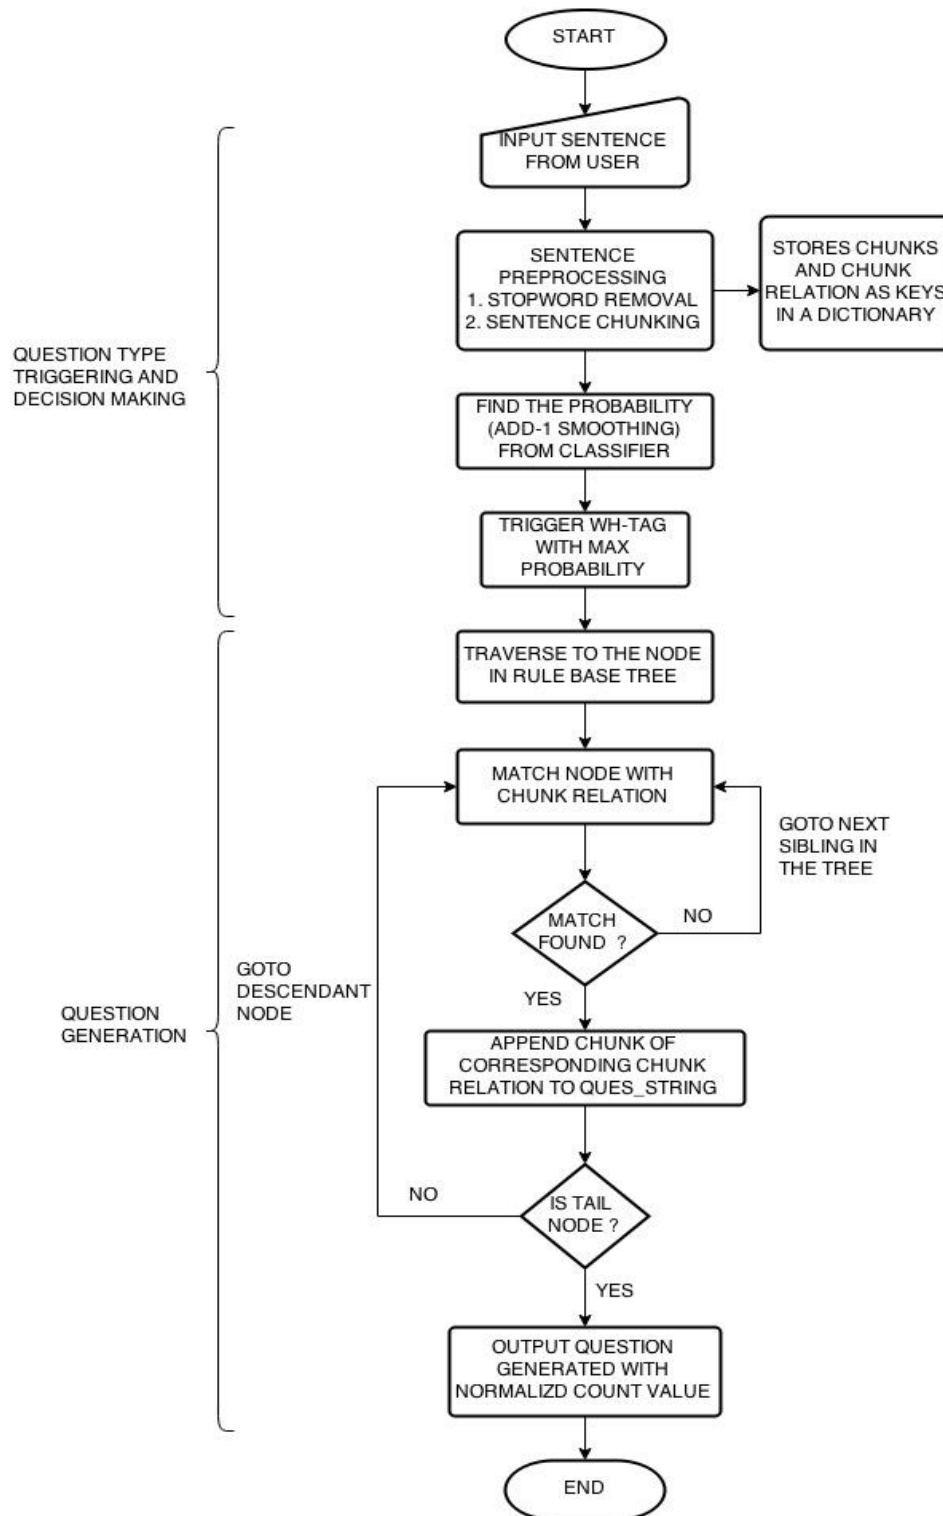 START
INPUT SENTENCE
FROM USER
SENTENCE
PREPROCESSING
1. STOPWORD REMOVAL
2. SENTENCE CHUNKING
STORES CHUNKS
AND CHUNK
RELATION AS KEYS
IN A DICTIONARY
QUESTION TYPE
TRIGGERING AND
DECISION MAKING
FIND THE PROBABILITY
(ADD-1 SMOOTHING)
FROM CLASSIFIER
TRIGGER WH-TAG
WITH MAX
PROBABILITY
TRAVERSE TO THE NODE
IN RULE BASE TREE
MATCH NODE WITH
CHUNK RELATION
GOTO NEXT
SIBLING IN
THE TREE
MATCH
FOUND ?
NO
YES
GOTO
DESCENDANT
NODE
QUESTION
GENERATION
APPEND CHUNK OF
CORRESPONDING CHUNK
RELATION TO QUES_STRING
NO
IS TAIL
NODE ?
YES
OUTPUT QUESTION
GENERATED WITH
NORMALIZD COUNT VALUE
END